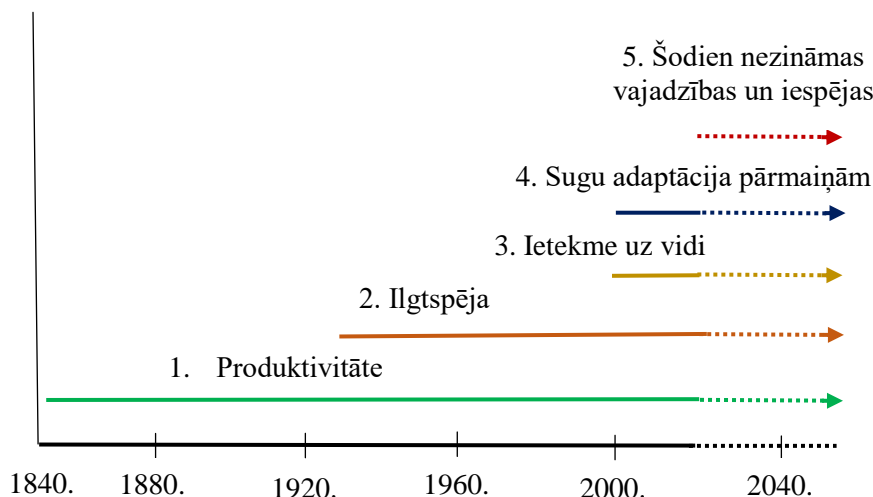 5. Šodien nezināmas
vajadzības un iespējas
4. Sugu adaptācija pārmaiņām
3. Ietekme uz vidi
2. Ilgtspēja
1. Produktivitāte
1840. 1880. 1920. 1960. 2000. 2040.